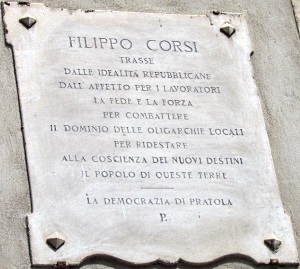 FILIPPO CORSI
TRASSE
DALLE IDEALITÀ REPUBBLICANE
DALL'AFFETTO PER I LAVORATORI
LA FEDE E LA FORZA
PER COMBATTERE
IL DOMINIO DELLE OLIGARCHIE LOCALI
PER RIDESTARE
ALLA COSCIENZA DEI NUOVI DESTINI
IL POPOLO DI QUESTE TERRE
LA DEMOCRAZIA DI PRATOLA
P.